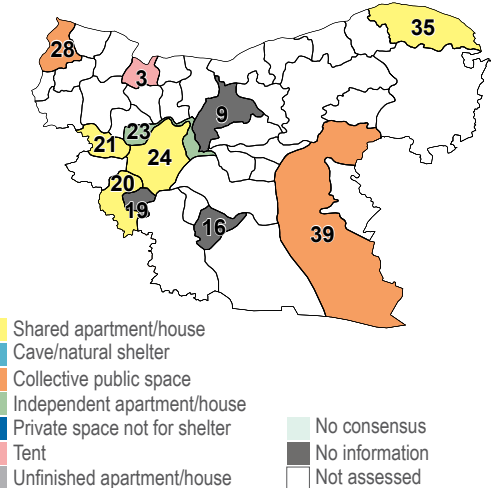 35
28
3
9
23
21
24
20
19
16
39
Shared apartment/house
Cave/natural shelter
Collective public space
Independent apartment/house
Private space not for shelter
Tent
Unfinished apartment/house
No consensus
No information
Not assessed